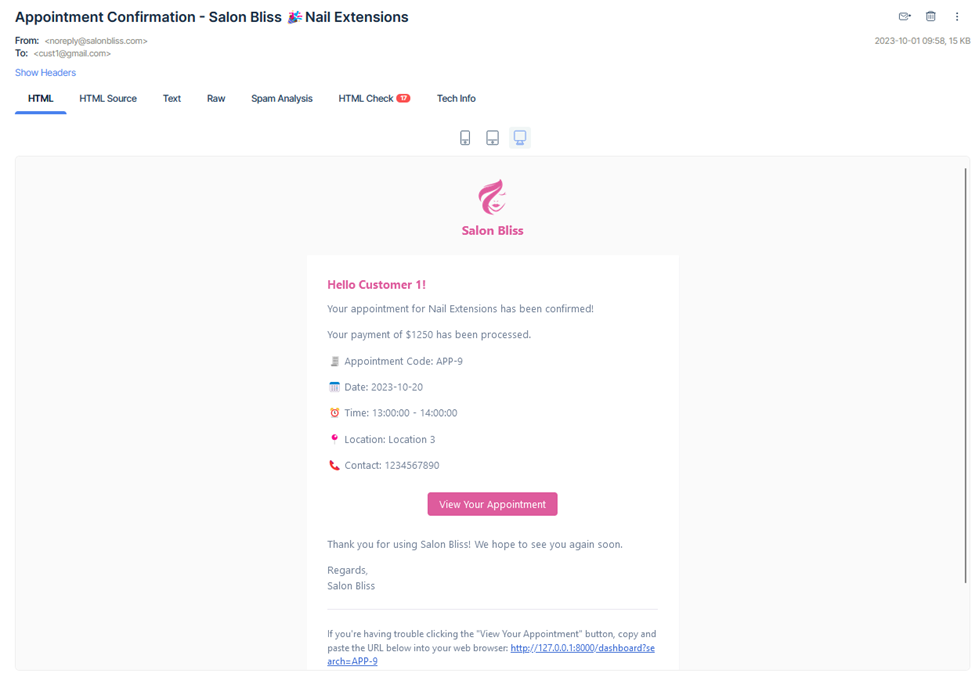 Appointment Confirmation - Salon Bliss 🎉 Nail Extensions
From: <noreply@salonbliss.com>
2023-10-01 09:58, 15 KB
To: <cust1@gmail.com>
Show Headers
HTML HTML Source Text Raw Spam Analysis HTML Check 17 Tech Info
Salon Bliss
Hello Customer 1!
Your appointment for Nail Extensions has been confirmed!
Your payment of $1250 has been processed.
Appointment Code: APP-9
Date: 2023-10-20
Time: 13:00:00 - 14:00:00
Location: Location 3
Contact: 1234567890
View Your Appointment
Thank you for using Salon Bliss! We hope to see you again soon.
Regards,
Salon Bliss
If you're having trouble clicking the "View Your Appointment" button, copy and
paste the URL below into your web browser: http://127.0.0.1:8000/dashboard?se
arch=APP-9